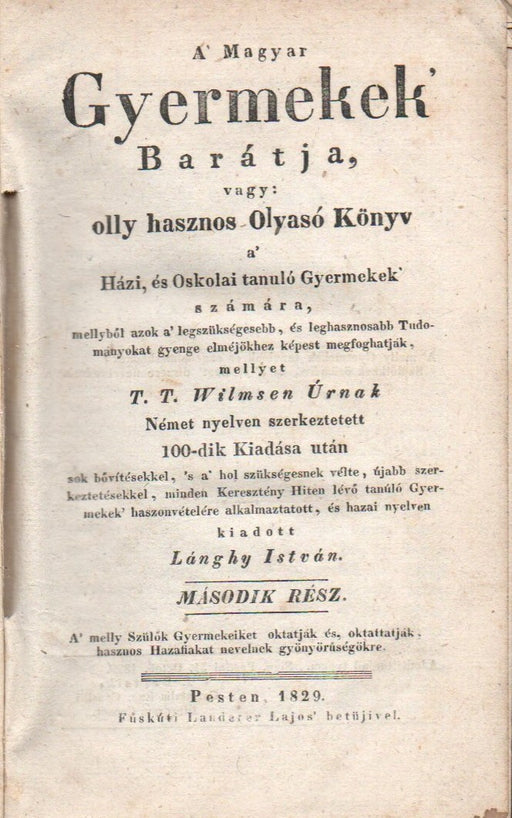 A' Magyar
Gyermekek'
Barátja,
vagy:
olly hasznos Olvasó Könyv
a'
Házi, és Oskolai tanuló Gyermekek'
számára,
mellyből azok a' legszükségesebb, és leghasznosabb Tudo-
mányokat gyenge elméjökhez képest megfoghatják,
mellyet
T. T. Wilmsen Úrnak
Német nyelven szerkeztetett
100-dik Kiadása után
sok bővítésekkel, 's a' hol szükségesnek vélte, újabb szer-
keztetésekkel, minden Keresztény Hiten lévő tanúló Gyer-
mekek' haszonvételére alkalmaztatott, és hazai nyelven
kiadott
Lánghy István.
MÁSODIK RÉSZ.
A' melly Szülők Gyermekeiket oktatják és, oktattatják,
hasznos Hazafiakat nevelnek gyönyörűségökre.
Pesten, 1829.
Füskúti Landerer Lajos' betüjivel.